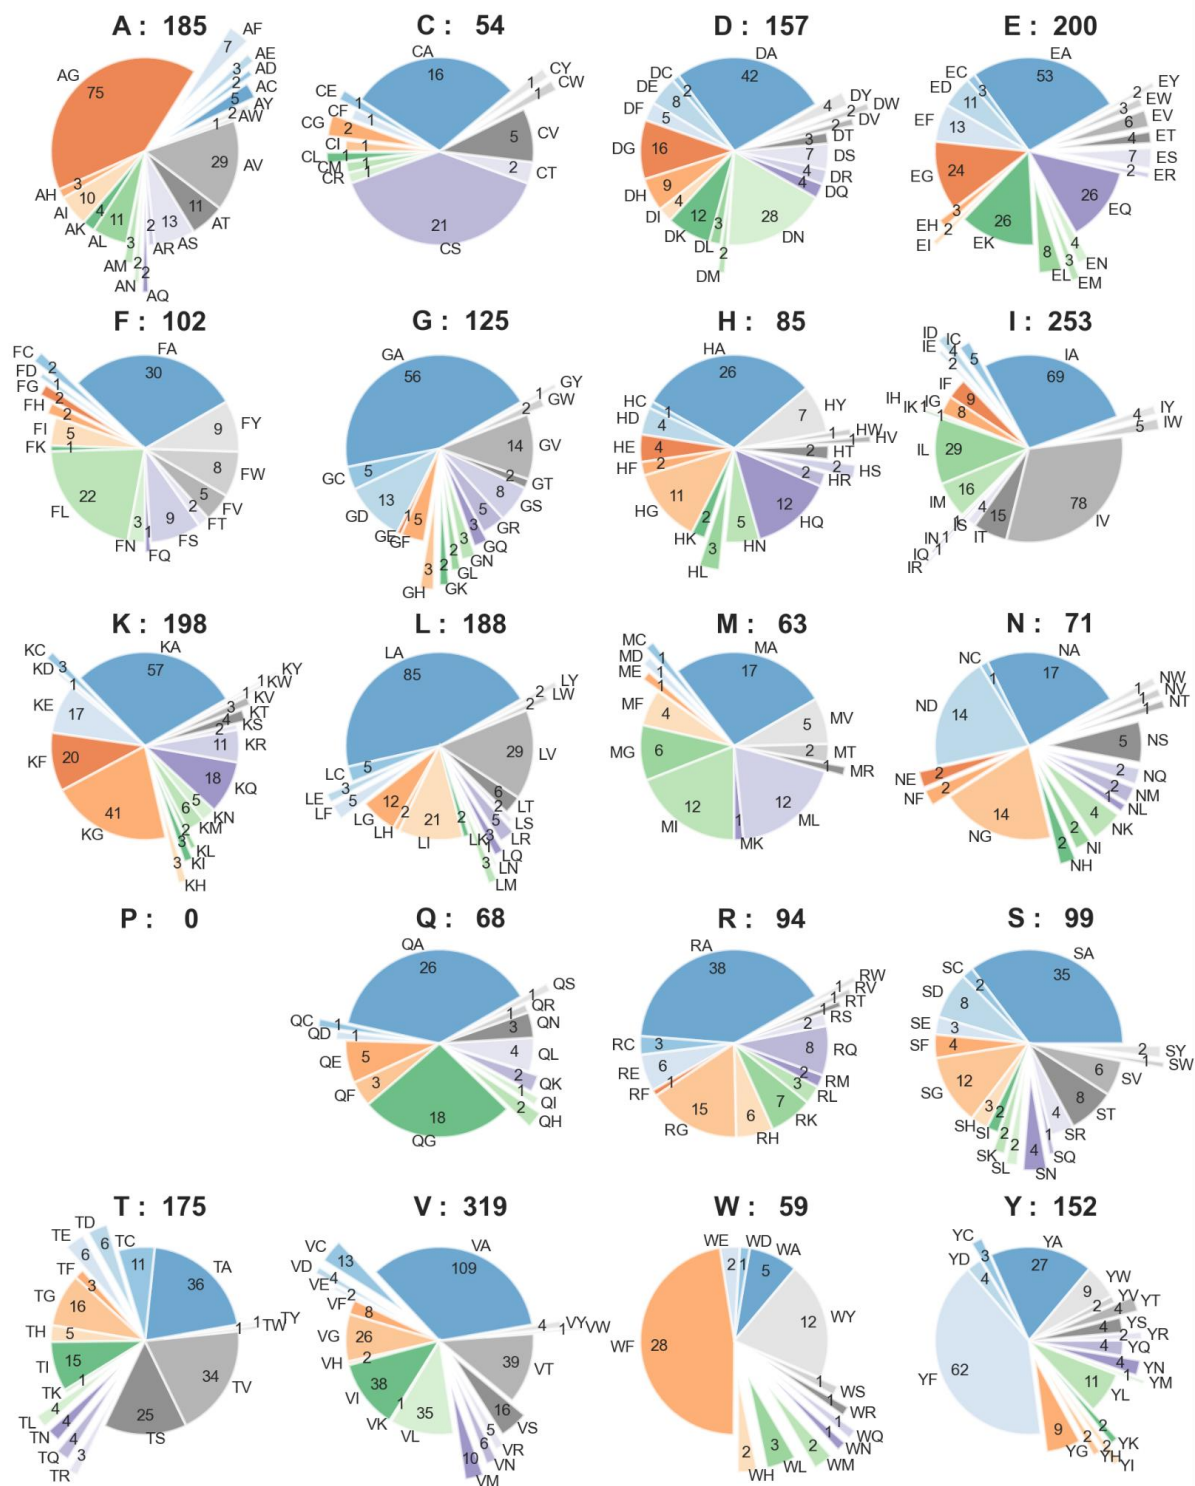 A : 185
AF 7
AE 3
AD 2
AC 5
AY 2
AW 1
AV 29
AT 11
AS 13
AR 2
AQ 2
AN 2
AM 3
AL 11
AK 4
AI 10
AH 3
AG 75
C : 54
CA 16
CY 1
CW 1
CV 5
CT 2
CS 21
CR 1
CM 1
CL 1
CI 1
CG 2
CF 1
CE 1
D : 157
DA 42
DY 4
DW 2
DV 2
DT 3
DS 7
DR 4
DQ 4
DN 28
DM 2
DL 3
DK 12
DI 4
DH 9
DG 16
DF 5
DE 8
DC 2
E : 200
EA 53
EY 2
EW 3
EV 6
ET 4
ES 7
ER 2
EQ 26
EN 4
EM 3
EL 8
EK 26
EI 2
EH 3
EG 24
EF 13
ED 11
EC 3
F : 102
FA 30
FY 9
FW 8
FV 5
FT 2
FS 9
FQ 1
FN 3
FL 22
FK 1
FI 5
FH 2
FG 2
FD 1
FC 2
G : 125
GA 56
GY 1
GW 2
GV 14
GT 2
GS 8
GR 5
GQ 3
GN 3
GL 2
GK 2
GH 3
GF 5
GE 1
GD 13
GC 5
H : 85
HA 26
HY 7
HW 1
HV 1
HT 2
HS 2
HR 2
HQ 12
HN 5
HL 3
HK 2
HG 11
HF 2
HE 4
HD 4
HC 1
I : 253
IA 69
IY 4
IW 5
IV 78
IT 15
IS 4
IR 1
IQ 1
IN 1
IM 16
IL 29
IK 1
IH 1
IG 8
IF 9
IE 2
ID 4
IC 5
K : 198
KA 57
KY 1
KW 1
KV 3
KT 4
KS 2
KR 11
KQ 18
KN 5
KM 6
KL 2
KI 3
KH 3
KG 41
KF 20
KE 17
KD 1
KC 3
L : 188
LA 85
LY 2
LW 2
LV 29
LT 6
LS 2
LR 5
LQ 3
LN 1
LM 3
LK 2
LI 21
LH 2
LG 12
LF 5
LE 3
LC 5
M : 63
MA 17
MV 5
MT 2
MR 1
ML 12
MK 1
MI 12
MG 6
MF 4
ME 1
MD 1
MC 1
N : 71
NA 17
NW 1
NV 1
NT 1
NS 5
NQ 2
NM 2
NL 1
NK 4
NI 2
NH 2
NG 14
NF 2
NE 2
ND 14
NC 1
P : 0
Q : 68
QA 26
QS 1
QR 1
QN 3
QL 4
QK 2
QI 1
QH 2
QG 18
QF 3
QE 5
QD 1
QC 1
R : 94
RA 38
RW 1
RV 1
RT 1
RS 2
RQ 8
RM 2
RL 3
RK 7
RH 6
RG 15
RF 1
RE 6
RC 3
S : 99
SA 35
SY 2
SW 1
SV 6
ST 8
SR 4
SQ 1
SN 4
SL 2
SK 2
SI 2
SH 3
SG 12
SF 4
SE 3
SD 8
SC 2
T : 175
TA 36
TY 1
TW 1
TV 34
TS 25
TR 3
TQ 4
TN 4
TL 4
TK 1
TI 15
TH 5
TG 16
TF 3
TE 6
TD 6
TC 11
V : 319
VA 109
VY 4
VW 1
VT 39
VS 16
VR 5
VN 6
VM 10
VL 35
VK 1
VI 38
VH 2
VG 26
VF 8
VE 2
VD 4
VC 13
W : 59
WA 5
WY 12
WS 1
WR 1
WQ 1
WN 1
WM 2
WL 3
WH 2
WF 28
WE 2
WD 1
Y : 152
YA 27
YW 9
YV 2
YT 4
YS 4
YR 2
YQ 4
YN 4
YM 1
YL 11
YK 2
YI 2
YH 2
YG 9
YF 62
YD 4
YC 3